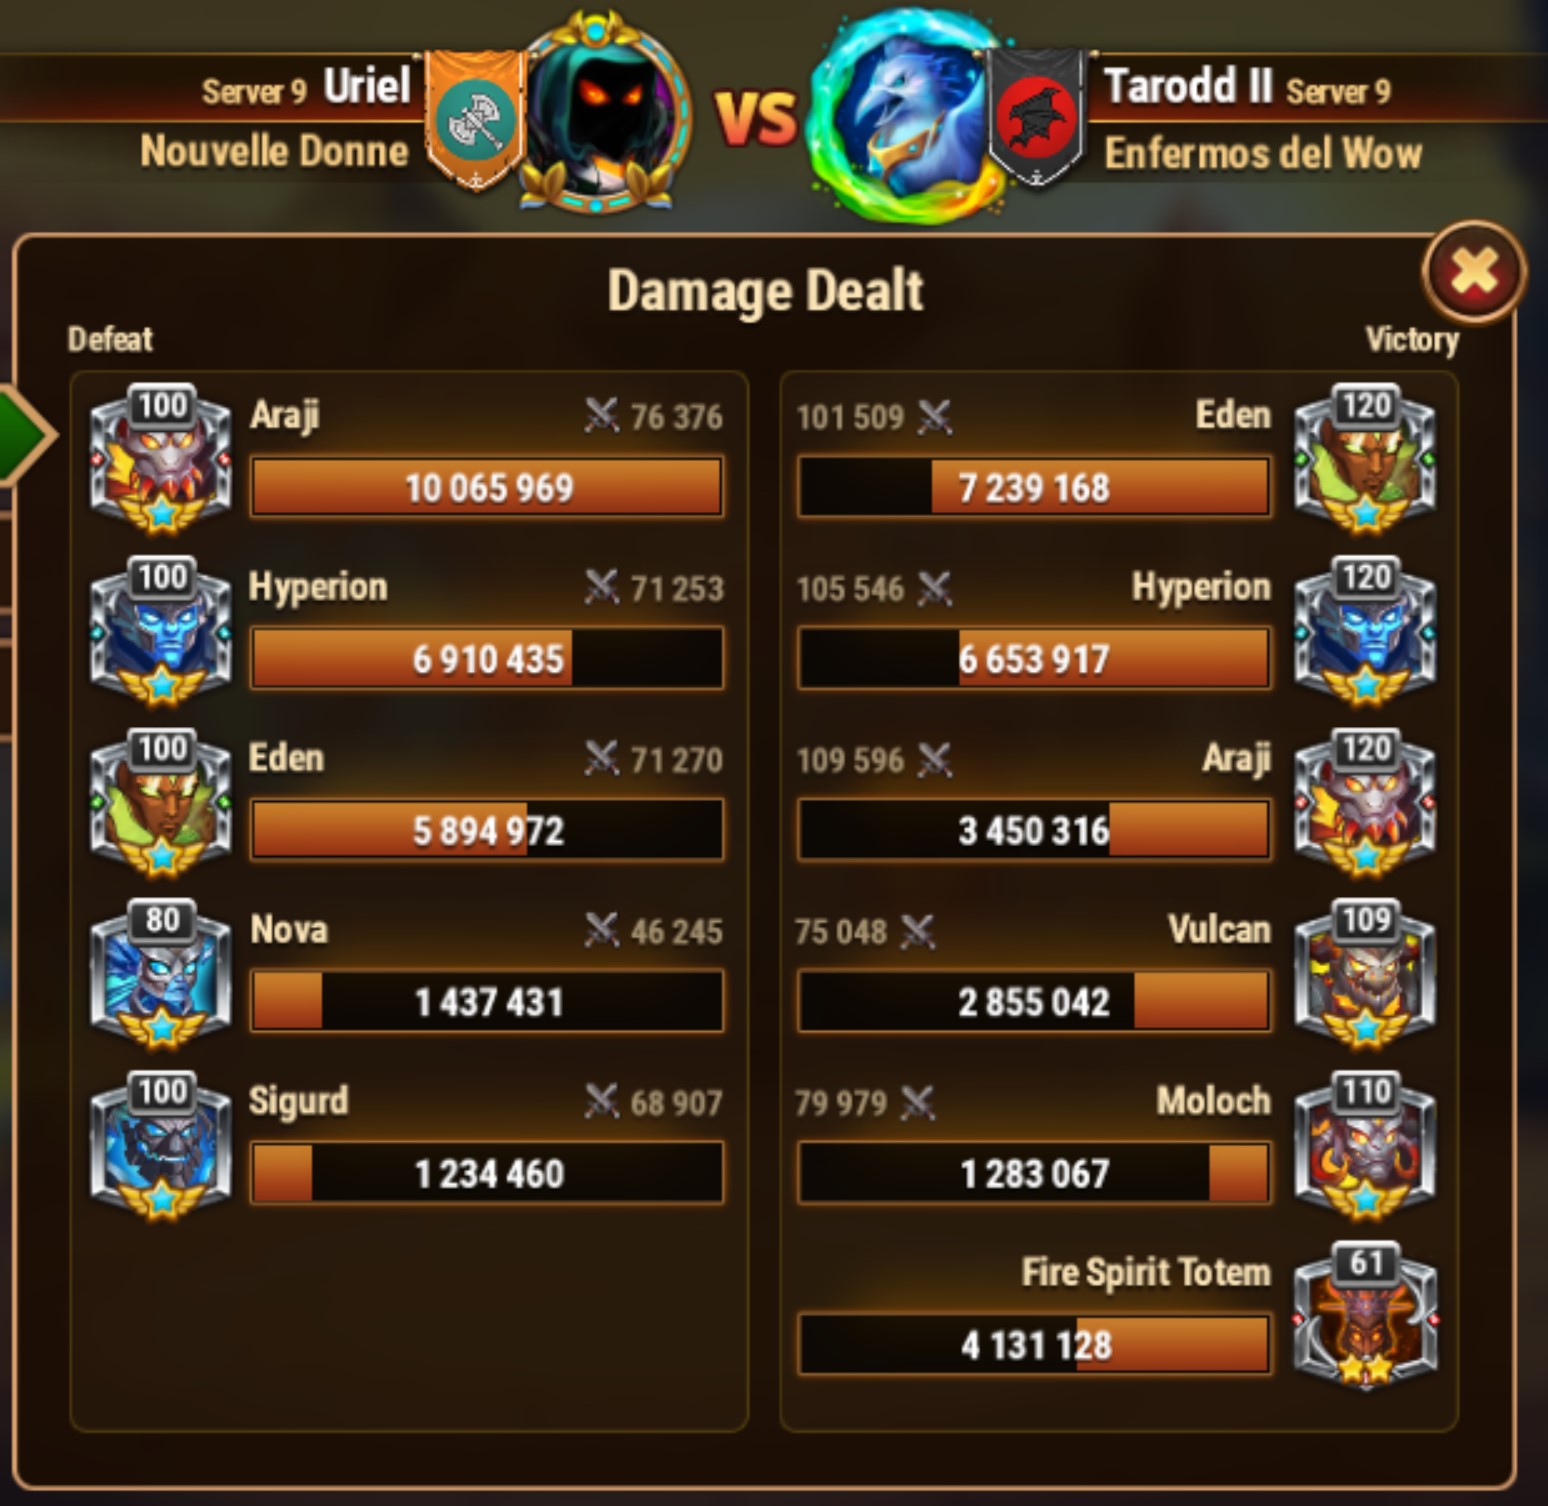 Server 9 Uriel
Nouvelle Donne
VS
Tarodd II Server 9
Enfermos del Wow
Damage Dealt
Defeat
Victory
100 Araji 76 376
10 065 969
100 Hyperion 71 253
6 910 435
100 Eden 71 270
5 894 972
80 Nova 46 245
1 437 431
100 Sigurd 68 907
1 234 460
101 509 Eden 120
7 239 168
105 546 Hyperion 120
6 653 917
109 596 Araji 120
3 450 316
75 048 Vulcan 109
2 855 042
79 979 Moloch 110
1 283 067
Fire Spirit Totem 61
4 131 128